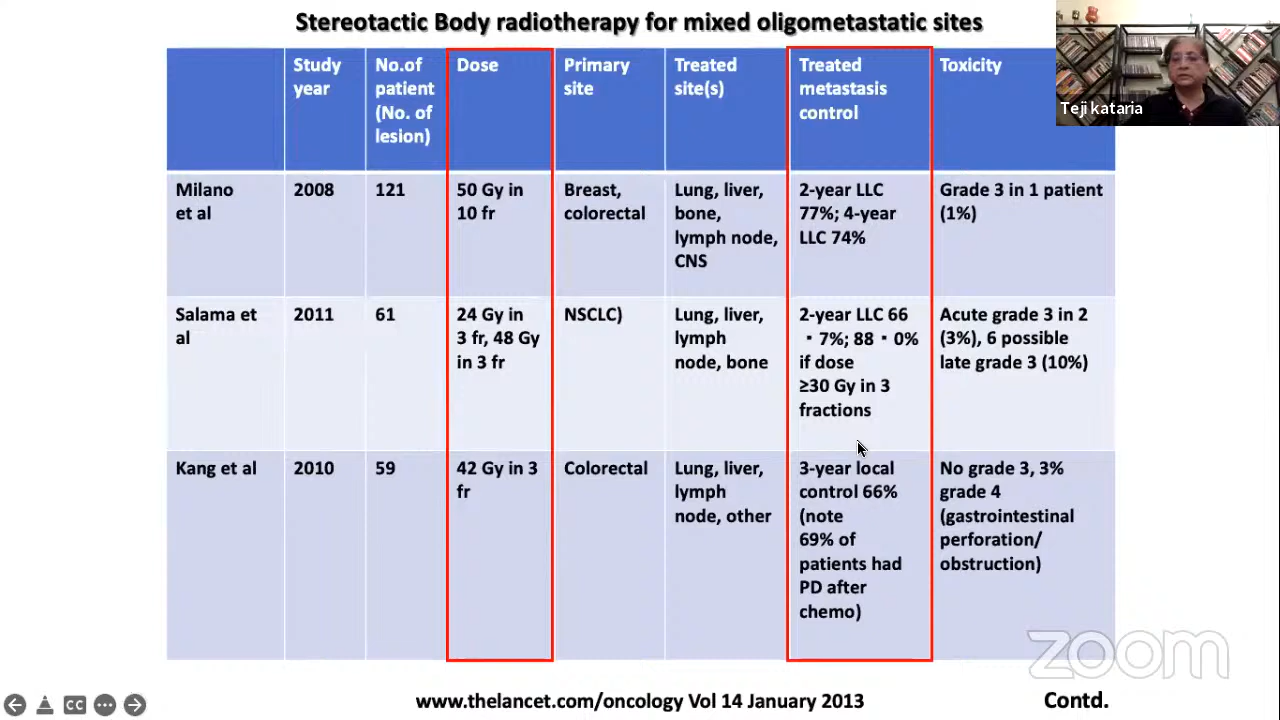 Stereotactic Body radiotherapy for mixed oligometastatic sites
Teji kataria
Study
year
No.of
patient
(No. of
lesion)
Dose
Primary
site
Treated
site(s)
Treated
metastasis
control
Toxicity
Milano
et al
2008
121
50 Gy in
10 fr
Breast,
colorectal
Lung, liver,
bone,
lymph node,
CNS
2-year LLC
77%; 4-year
LLC 74%
Grade 3 in 1 patient
(1%)
Salama et
al
2011
61
24 Gy in
3 fr, 48 Gy
in 3 fr
NSCLC)
Lung, liver,
lymph
node, bone
2-year LLC 66
·7%; 88·0%
if dose
≥30 Gy in 3
fractions
Acute grade 3 in 2
(3%), 6 possible
late grade 3 (10%)
Kang et al
2010
59
42 Gy in 3
fr
Colorectal
Lung, liver,
lymph
node, other
3-year local
control 66%
(note
69% of
patients had
PD after
chemo)
No grade 3, 3%
grade 4
(gastrointestinal
perforation/
obstruction)
zoom
CC
www.thelancet.com/oncology Vol 14 January 2013
Contd.